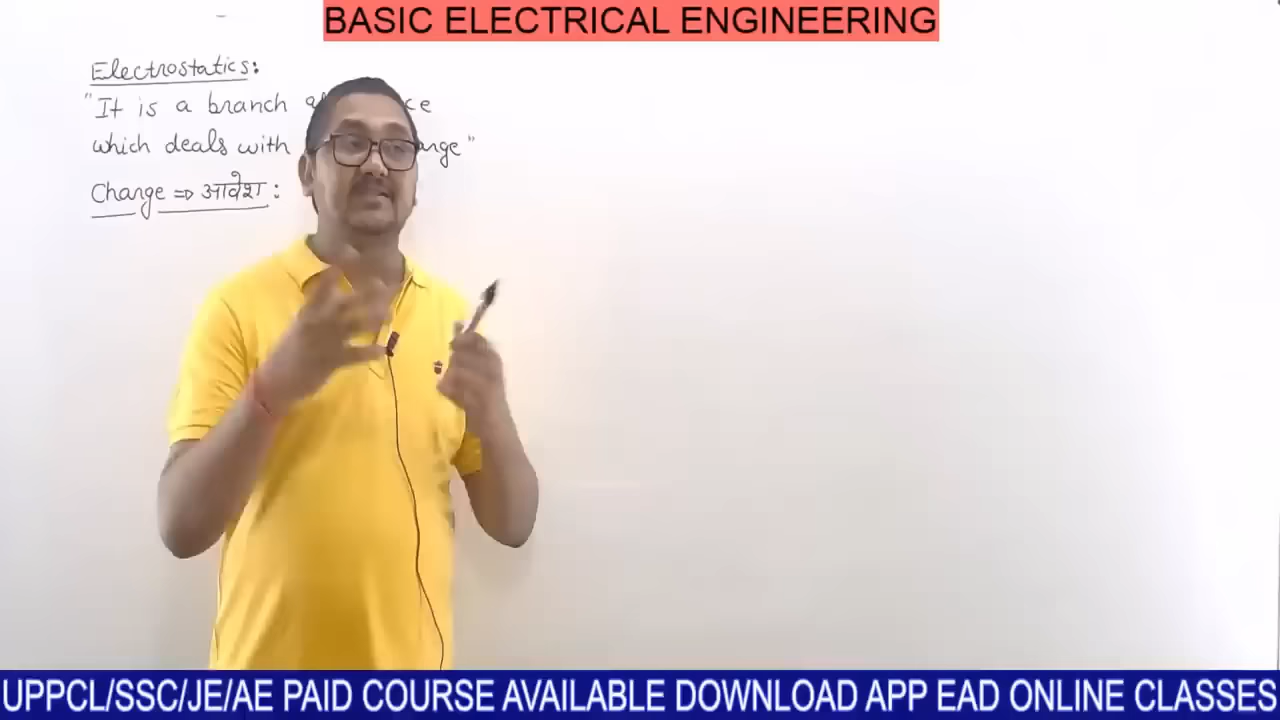 BASIC ELECTRICAL ENGINEERING
Electrostatics:
"It is a branch
which deals with
Charge ⇒ आवेश :
UPPCL/SSC/JE/AE PAID COURSE AVAILABLE DOWNLOAD APP EAD ONLINE CLASSES